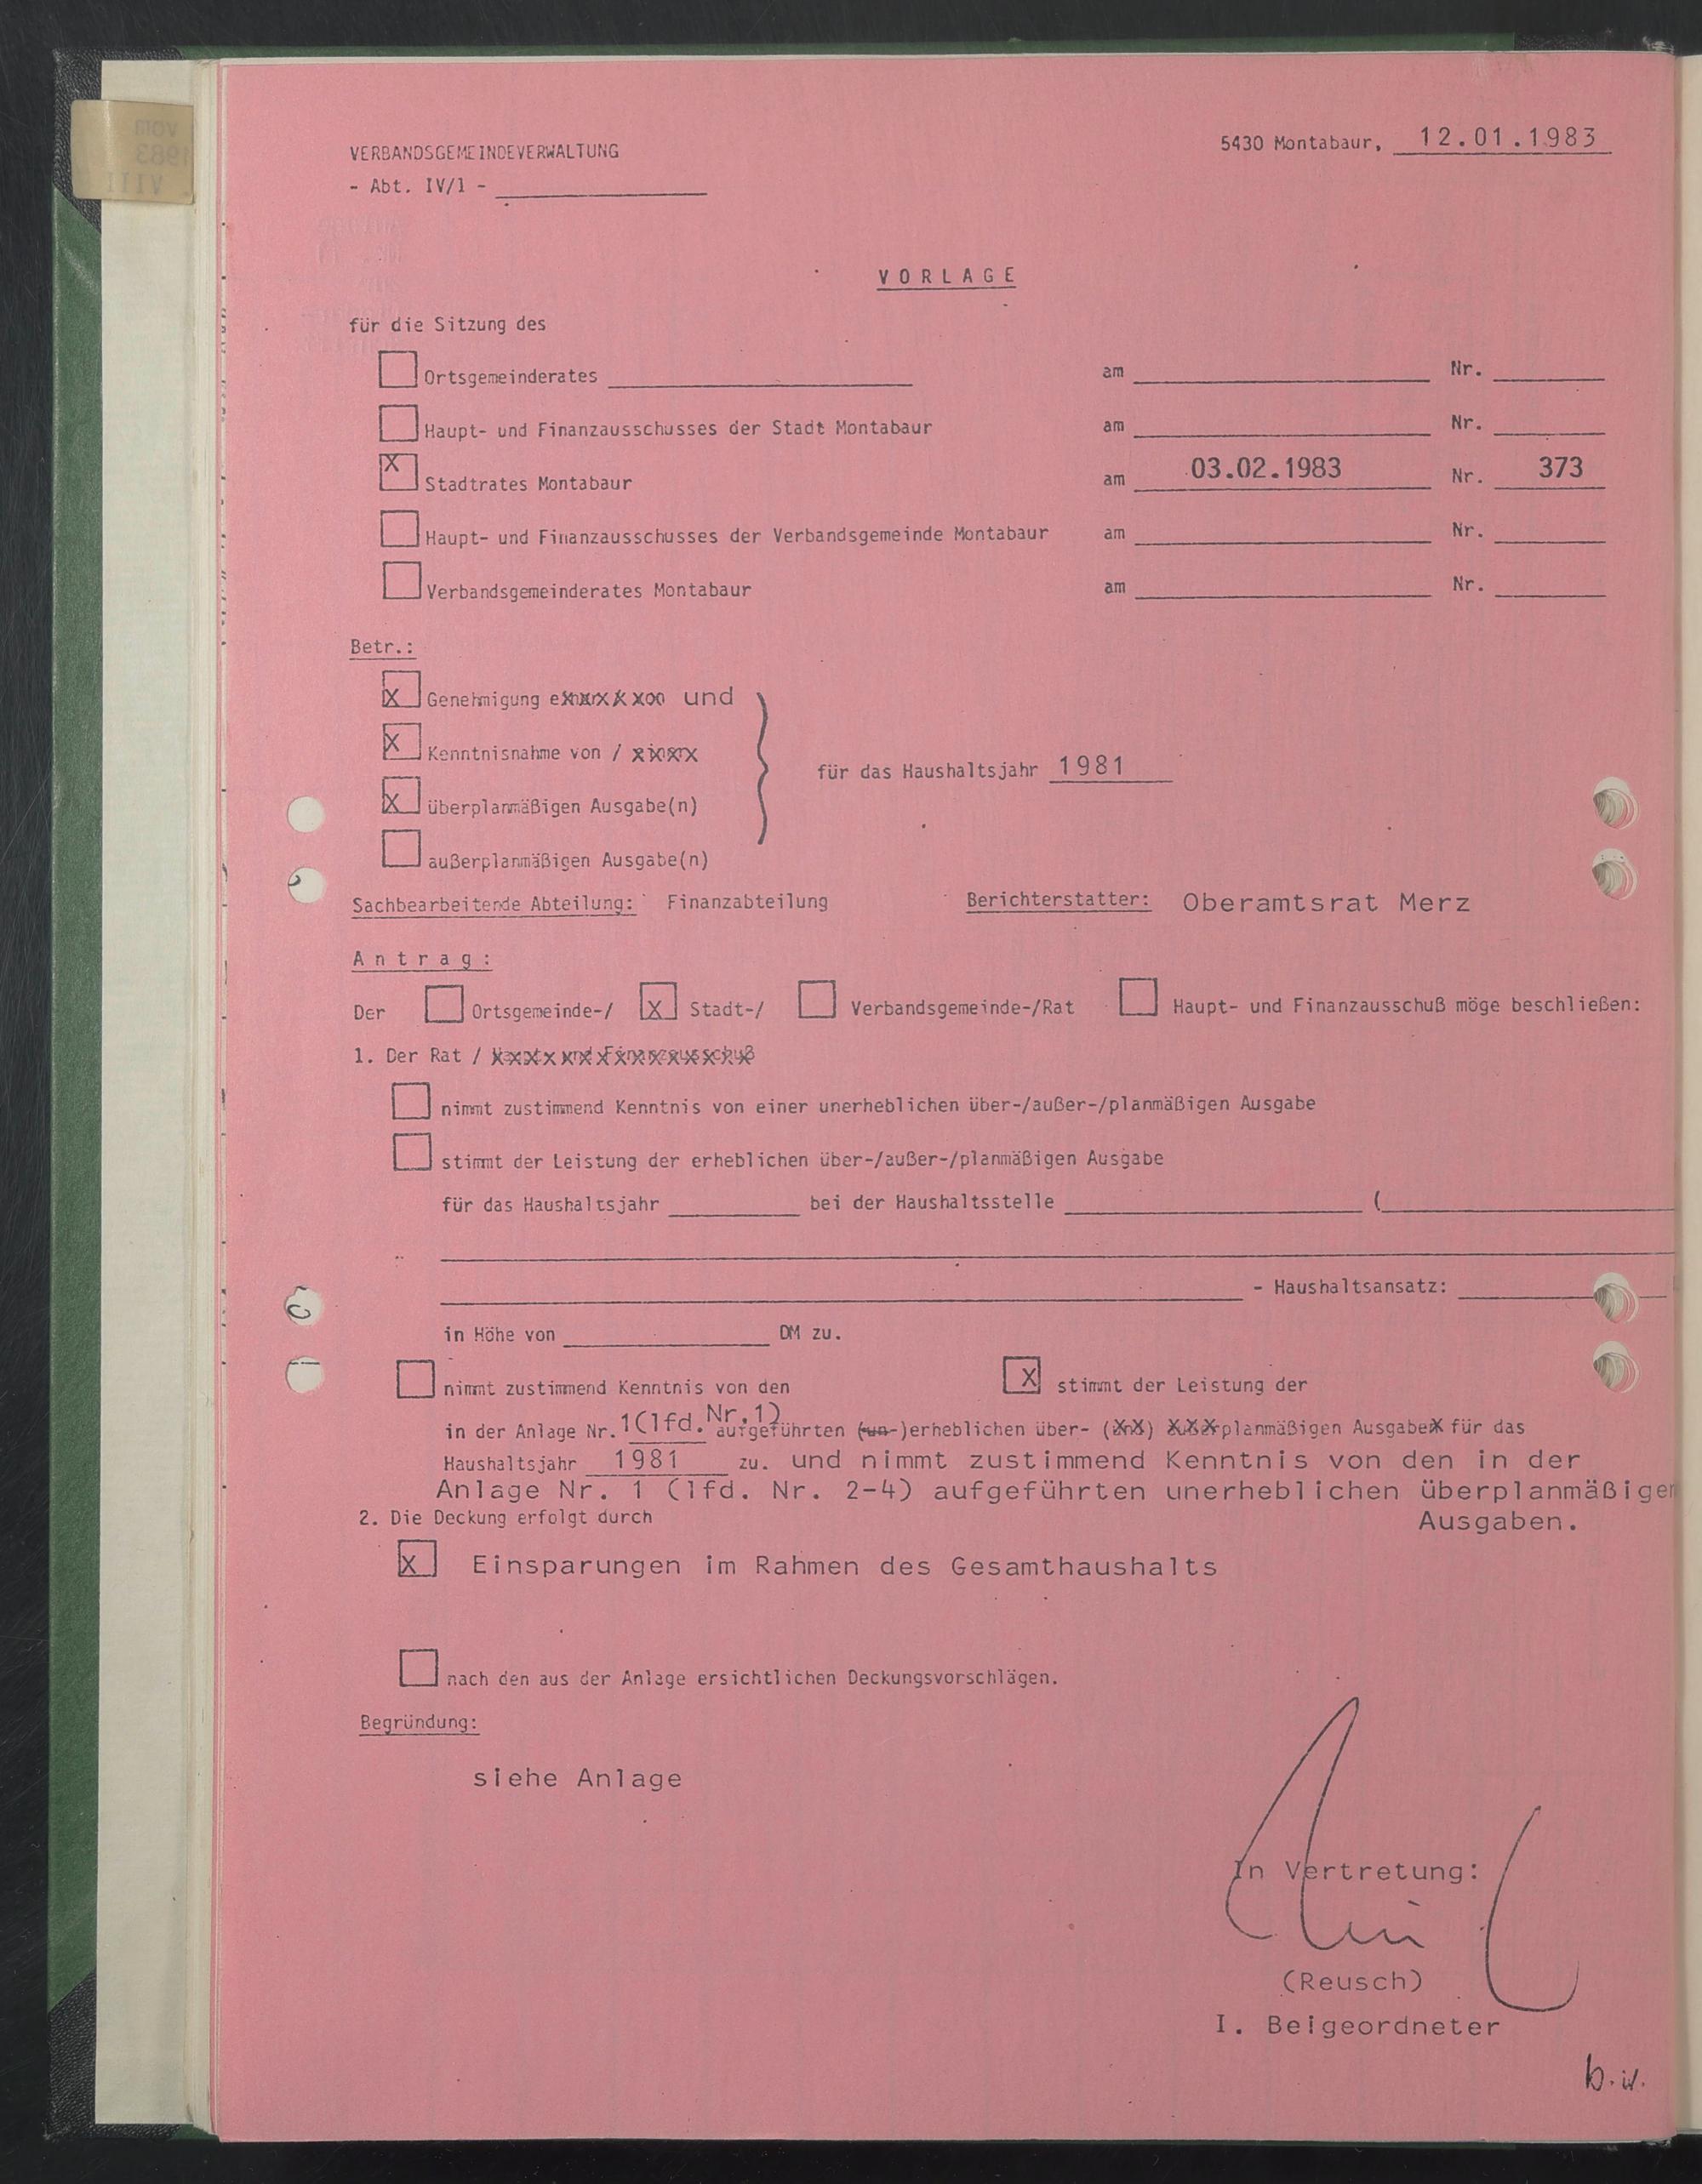 VERBANDSGEMEINDEVERWALTUNG
5430 Montabaur, 12.01.1983
- Abt. IV/1 -
VORLAGE
für die Sitzung des
Ortsgemeinderates am Nr.
Haupt- und Finanzausschusses der Stadt Montabaur am Nr.
X Stadtrates Montabaur am 03.02.1983 Nr. 373
Haupt- und Finanzausschusses der Verbandsgemeinde Montabaur am Nr.
Verbandsgemeinderates Montabaur am Nr.
Betr.:
X Genehmigung und
X Kenntnisnahme von /
für das Haushaltsjahr 1981
X überplanmäßigen Ausgabe(n)
außerplanmäßigen Ausgabe(n)
Sachbearbeitende Abteilung: Finanzabteilung Berichterstatter: Oberamtsrat Merz
Antrag:
Der Ortsgemeinde-/ X Stadt-/ Verbandsgemeinde-/Rat Haupt- und Finanzausschuß möge beschließen:
1. Der Rat / Haupt- und Finanzausschuß
nimmt zustimmend Kenntnis von einer unerheblichen über-/außer-/planmäßigen Ausgabe
stimmt der Leistung der erheblichen über-/außer-/planmäßigen Ausgabe
für das Haushaltsjahr bei der Haushaltsstelle (
- Haushaltsansatz:
in Höhe von DM zu.
nimmt zustimmend Kenntnis von den X stimmt der Leistung der
in der Anlage Nr. 1(lfd. Nr.1) aufgeführten (un-)erheblichen über- ( ) planmäßigen Ausgabe für das
Haushaltsjahr 1981 zu. und nimmt zustimmend Kenntnis von den in der
Anlage Nr. 1 (lfd. Nr. 2-4) aufgeführten unerheblichen überplanmäßigen
2. Die Deckung erfolgt durch Ausgaben.
X Einsparungen im Rahmen des Gesamthaushalts
nach den aus der Anlage ersichtlichen Deckungsvorschlägen.
Begründung:
siehe Anlage
In Vertretung:
(Reusch)
I. Beigeordneter
b.w.